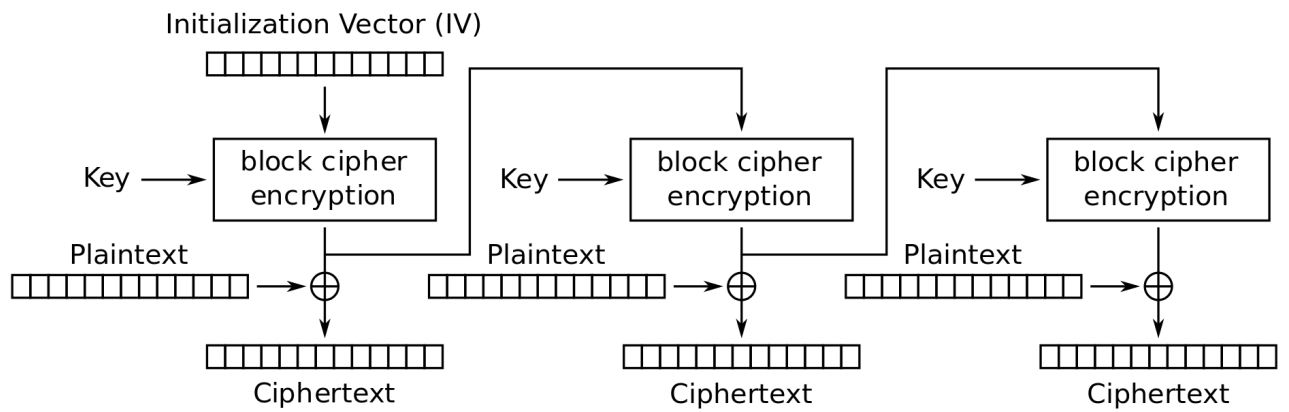 Initialization Vector (IV)
Key
block cipher
encryption
Key
block cipher
encryption
Key
block cipher
encryption
Plaintext
Plaintext
Plaintext
Ciphertext
Ciphertext
Ciphertext